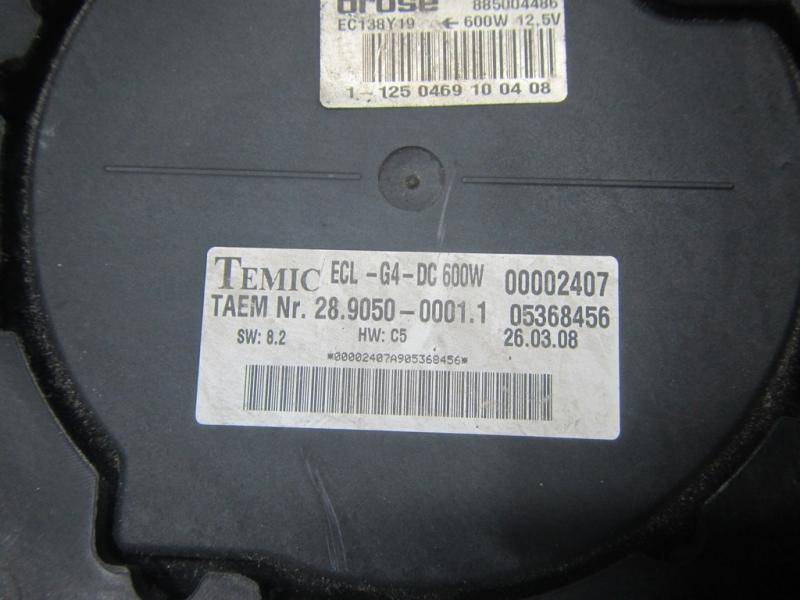 brose 885004486
EC138Y19 600W 12,5V
1-125 0469 10 04 08
TEMIC ECL -G4-DC 600W 00002407
TAEM Nr. 28.9050-0001.1 05368456
SW: 8.2 HW: C5 26.03.08
*00002407A905368456*